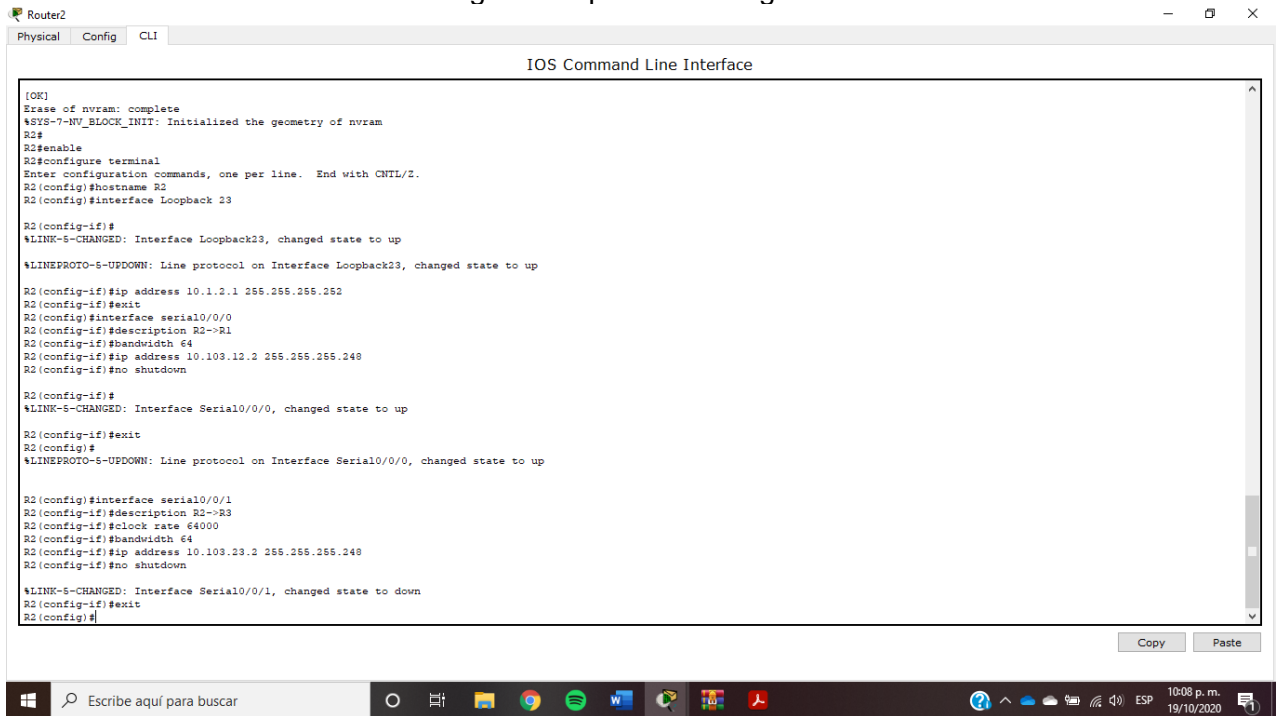 Router2
Physical Config CLI
IOS Command Line Interface
[OK]
Erase of nvram: complete
%SYS-7-NV_BLOCK_INIT: Initialized the geometry of nvram
R2#
R2#enable
R2#configure terminal
Enter configuration commands, one per line. End with CNTL/Z.
R2(config)#hostname R2
R2(config)#interface Loopback 23
R2(config-if)#
%LINK-5-CHANGED: Interface Loopback23, changed state to up
%LINEPROTO-5-UPDOWN: Line protocol on Interface Loopback23, changed state to up
R2(config-if)#ip address 10.1.2.1 255.255.255.252
R2(config-if)#exit
R2(config)#interface serial0/0/0
R2(config-if)#description R2->R1
R2(config-if)#bandwidth 64
R2(config-if)#ip address 10.103.12.2 255.255.255.248
R2(config-if)#no shutdown
R2(config-if)#
%LINK-5-CHANGED: Interface Serial0/0/0, changed state to up
R2(config-if)#exit
R2(config)#
%LINEPROTO-5-UPDOWN: Line protocol on Interface Serial0/0/0, changed state to up
R2(config)#interface serial0/0/1
R2(config-if)#description R2->R3
R2(config-if)#clock rate 64000
R2(config-if)#bandwidth 64
R2(config-if)#ip address 10.103.23.2 255.255.255.248
R2(config-if)#no shutdown
%LINK-5-CHANGED: Interface Serial0/0/1, changed state to down
R2(config-if)#exit
R2(config)#
Copy Paste
Escribe aquí para buscar
ESP
10:08 p. m.
19/10/2020